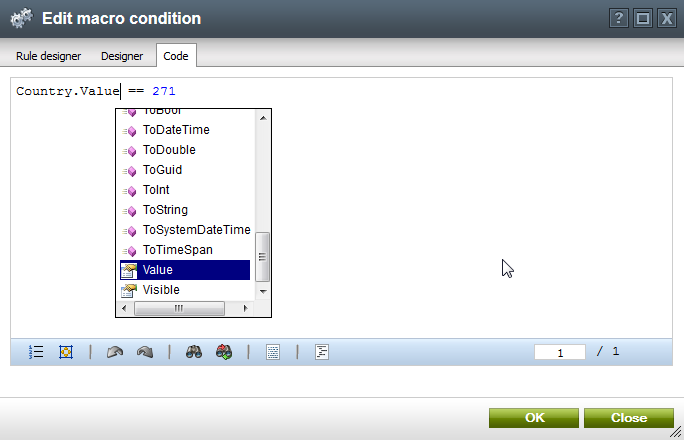 Edit macro condition
? X
Rule designer Designer Code
Country.Value == 271
ToBool
ToDateTime
ToDouble
ToGuid
ToInt
ToString
ToSystemDateTime
ToTimeSpan
Value
Visible
1 / 1
OK Close